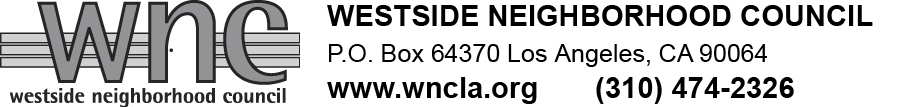 wnc
westside neighborhood council
WESTSIDE NEIGHBORHOOD COUNCIL
P.O. Box 64370 Los Angeles, CA 90064
www.wncla.org (310) 474-2326